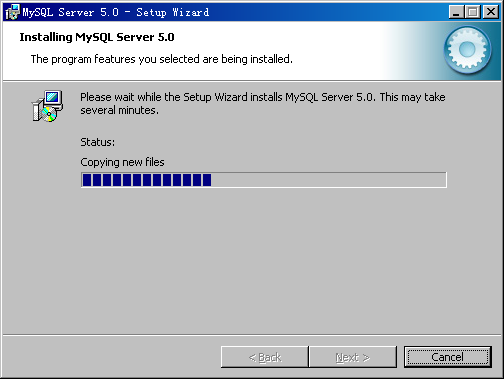 MySQL Server 5.0 - Setup Wizard
Installing MySQL Server 5.0
The program features you selected are being installed.
Please wait while the Setup Wizard installs MySQL Server 5.0. This may take
several minutes.
Status:
Copying new files
< Back Next > Cancel